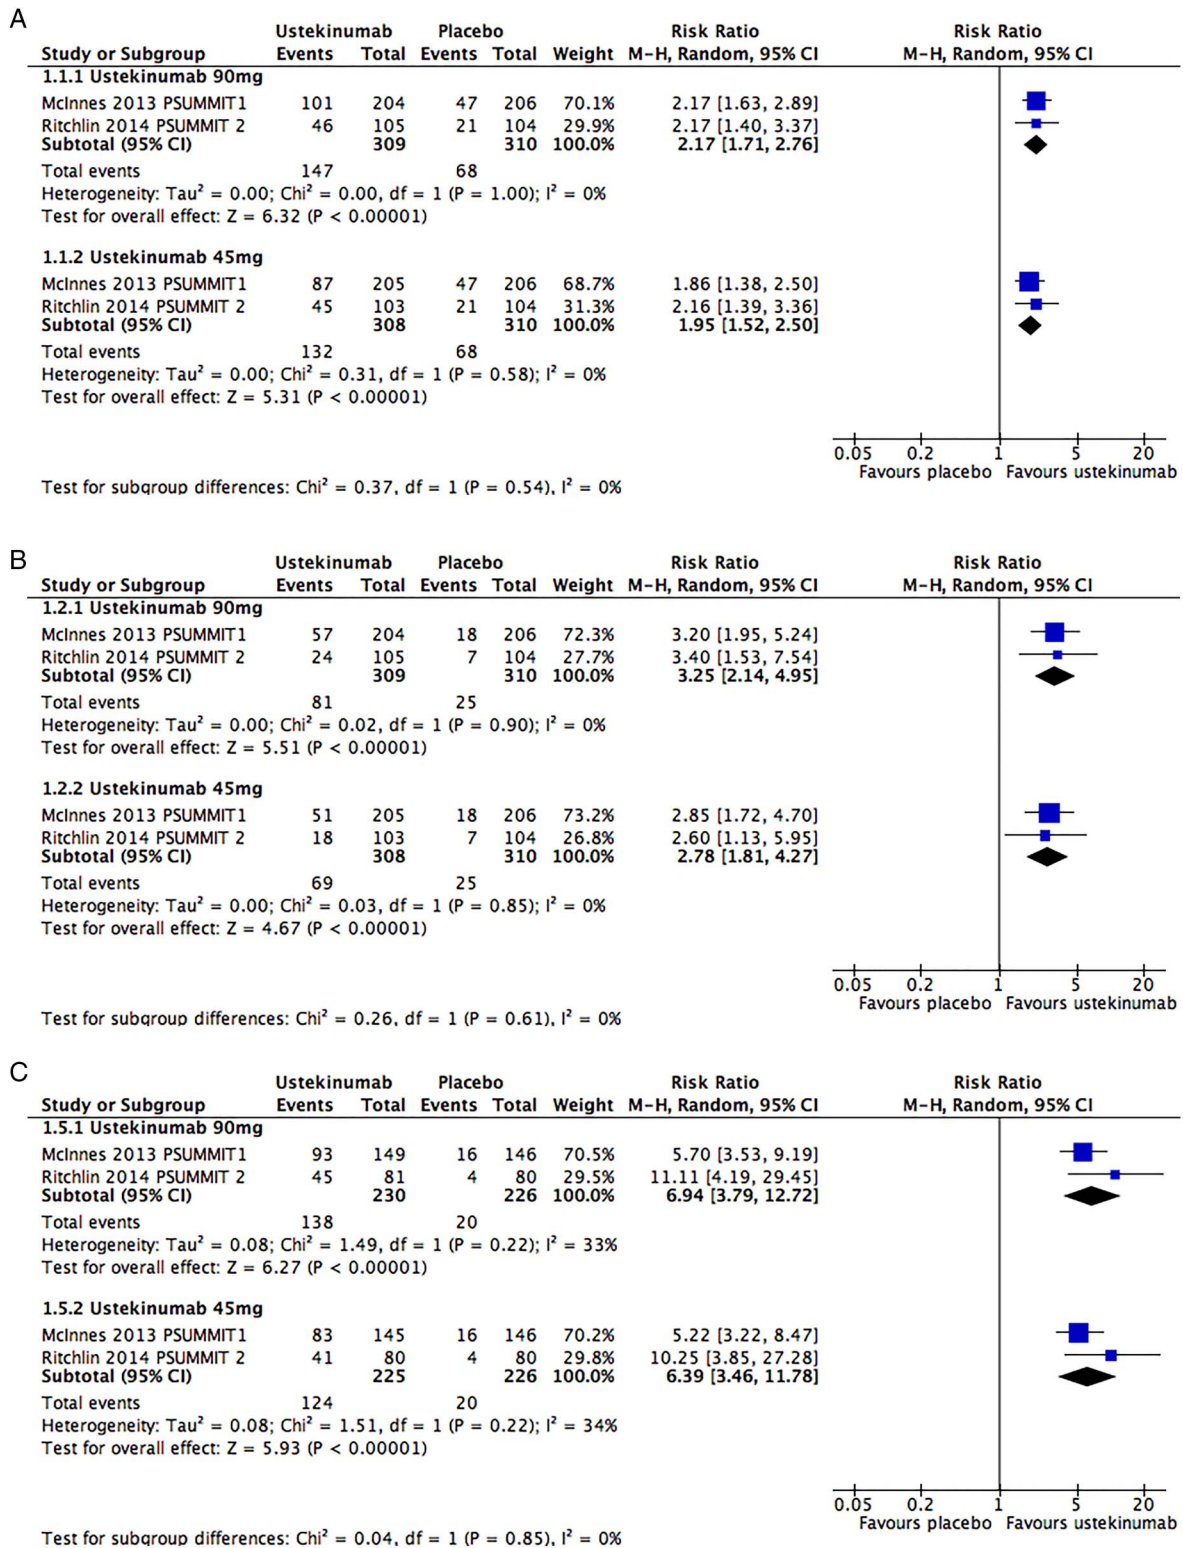 A
Ustekinumab Placebo Risk Ratio Risk Ratio
Study or Subgroup Events Total Events Total Weight M-H, Random, 95% CI M-H, Random, 95% CI
1.1.1 Ustekinumab 90mg
McInnes 2013 PSUMMIT1 101 204 47 206 70.1% 2.17 [1.63, 2.89]
Ritchlin 2014 PSUMMIT 2 46 105 21 104 29.9% 2.17 [1.40, 3.37]
Subtotal (95% CI) 309 310 100.0% 2.17 [1.71, 2.76]
Total events 147 68
Heterogeneity: Tau² = 0.00; Chi² = 0.00, df = 1 (P = 1.00); I² = 0%
Test for overall effect: Z = 6.32 (P < 0.00001)
1.1.2 Ustekinumab 45mg
McInnes 2013 PSUMMIT1 87 205 47 206 68.7% 1.86 [1.38, 2.50]
Ritchlin 2014 PSUMMIT 2 45 103 21 104 31.3% 2.16 [1.39, 3.36]
Subtotal (95% CI) 308 310 100.0% 1.95 [1.52, 2.50]
Total events 132 68
Heterogeneity: Tau² = 0.00; Chi² = 0.31, df = 1 (P = 0.58); I² = 0%
Test for overall effect: Z = 5.31 (P < 0.00001)
0.05 0.2 1 5 20
Favours placebo Favours ustekinumab
Test for subgroup differences: Chi² = 0.37, df = 1 (P = 0.54), I² = 0%
B
Ustekinumab Placebo Risk Ratio Risk Ratio
Study or Subgroup Events Total Events Total Weight M-H, Random, 95% CI M-H, Random, 95% CI
1.2.1 Ustekinumab 90mg
McInnes 2013 PSUMMIT1 57 204 18 206 72.3% 3.20 [1.95, 5.24]
Ritchlin 2014 PSUMMIT 2 24 105 7 104 27.7% 3.40 [1.53, 7.54]
Subtotal (95% CI) 309 310 100.0% 3.25 [2.14, 4.95]
Total events 81 25
Heterogeneity: Tau² = 0.00; Chi² = 0.02, df = 1 (P = 0.90); I² = 0%
Test for overall effect: Z = 5.51 (P < 0.00001)
1.2.2 Ustekinumab 45mg
McInnes 2013 PSUMMIT1 51 205 18 206 73.2% 2.85 [1.72, 4.70]
Ritchlin 2014 PSUMMIT 2 18 103 7 104 26.8% 2.60 [1.13, 5.95]
Subtotal (95% CI) 308 310 100.0% 2.78 [1.81, 4.27]
Total events 69 25
Heterogeneity: Tau² = 0.00; Chi² = 0.03, df = 1 (P = 0.85); I² = 0%
Test for overall effect: Z = 4.67 (P < 0.00001)
0.05 0.2 1 5 20
Favours placebo Favours ustekinumab
Test for subgroup differences: Chi² = 0.26, df = 1 (P = 0.61), I² = 0%
C
Ustekinumab Placebo Risk Ratio Risk Ratio
Study or Subgroup Events Total Events Total Weight M-H, Random, 95% CI M-H, Random, 95% CI
1.5.1 Ustekinumab 90mg
McInnes 2013 PSUMMIT1 93 149 16 146 70.5% 5.70 [3.53, 9.19]
Ritchlin 2014 PSUMMIT 2 45 81 4 80 29.5% 11.11 [4.19, 29.45]
Subtotal (95% CI) 230 226 100.0% 6.94 [3.79, 12.72]
Total events 138 20
Heterogeneity: Tau² = 0.08; Chi² = 1.49, df = 1 (P = 0.22); I² = 33%
Test for overall effect: Z = 6.27 (P < 0.00001)
1.5.2 Ustekinumab 45mg
McInnes 2013 PSUMMIT1 83 145 16 146 70.2% 5.22 [3.22, 8.47]
Ritchlin 2014 PSUMMIT 2 41 80 4 80 29.8% 10.25 [3.85, 27.28]
Subtotal (95% CI) 225 226 100.0% 6.39 [3.46, 11.78]
Total events 124 20
Heterogeneity: Tau² = 0.08; Chi² = 1.51, df = 1 (P = 0.22); I² = 34%
Test for overall effect: Z = 5.93 (P < 0.00001)
0.05 0.2 1 5 20
Favours placebo Favours ustekinumab
Test for subgroup differences: Chi² = 0.04, df = 1 (P = 0.85), I² = 0%